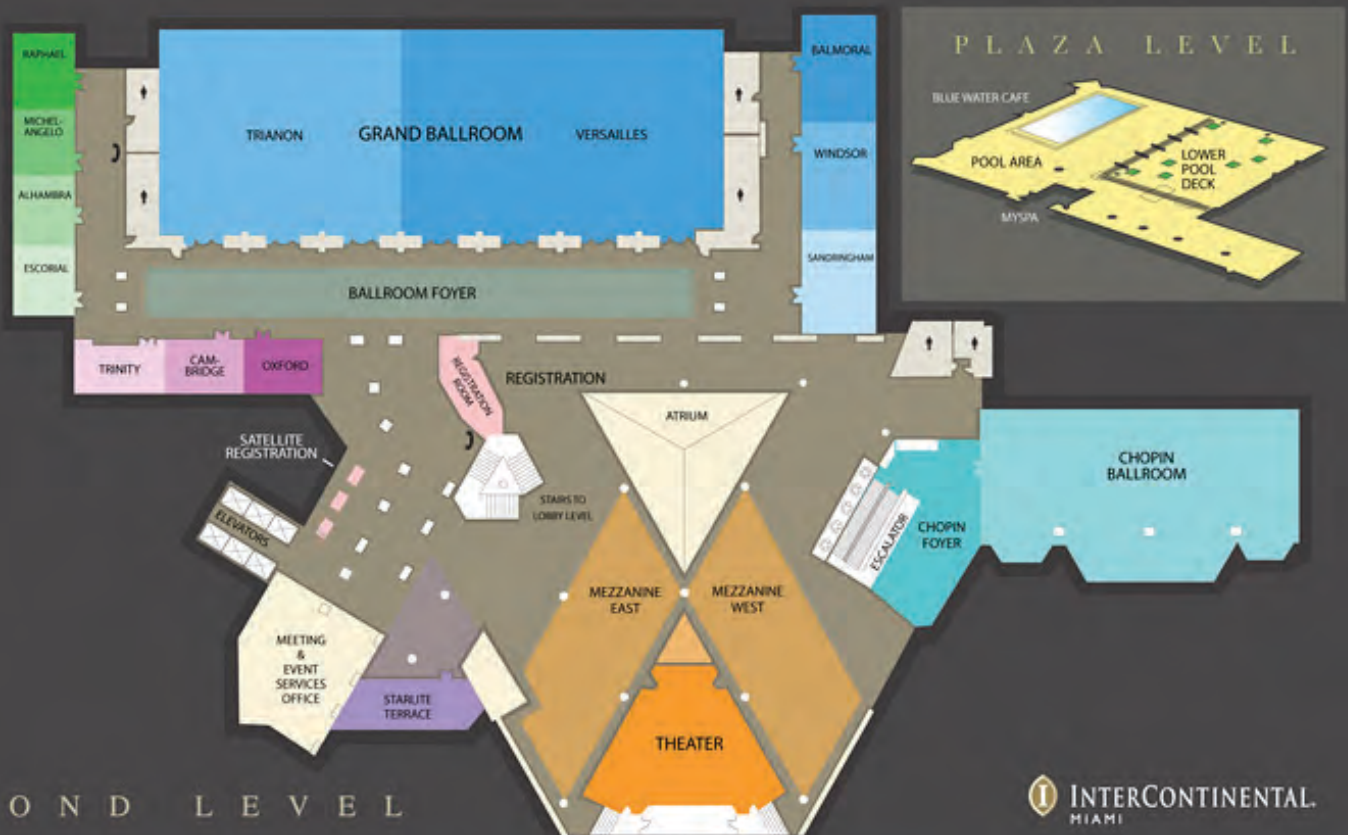 RAPHAEL
MICHEL-
ANGELO
ALHAMBRA
ESCORIAL
TRIANON
GRAND BALLROOM
VERSAILLES
BALMORAL
WINDSOR
SANDRINGHAM
PLAZA LEVEL
BLUE WATER CAFE
POOL AREA
LOWER
POOL
DECK
MYSPA
BALLROOM FOYER
TRINITY
CAM-
BRIDGE
OXFORD
REGISTRATION
ROOM
REGISTRATION
ATRIUM
SATELLITE
REGISTRATION
STAIRS TO
LOBBY LEVEL
ELEVATORS
ESCALATOR
CHOPIN
FOYER
CHOPIN
BALLROOM
MEZZANINE
EAST
MEZZANINE
WEST
MEETING
&
EVENT
SERVICES
OFFICE
STARLITE
TERRACE
THEATER
OND LEVEL
INTERCONTINENTAL.
MIAMI